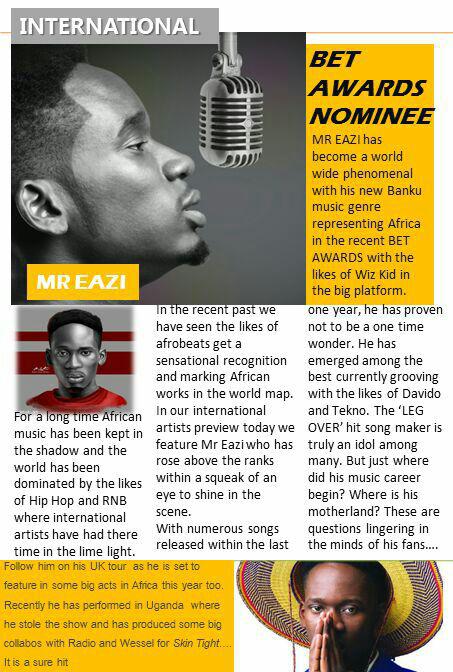 INTERNATIONAL
BET
AWARDS
NOMINEE
MR EAZI has
become a world
wide phenomenal
with his new Banku
music genre
representing Africa
in the recent BET
AWARDS with the
likes of Wiz Kid in
the big platform.
MR EAZI
For a long time African
music has been kept in
the shadow and the
world has been
dominated by the likes
of Hip Hop and RNB
where international
artists have had there
time in the lime light.
In the recent past we
have seen the likes of
afrobeats get a
sensational recognition
and marking African
works in the world map.
In our international
artists preview today we
feature Mr Eazi who has
rose above the ranks
within a squeak of an
eye to shine in the
scene.
With numerous songs
released within the last
one year, he has proven
not to be a one time
wonder. He has
emerged among the
best currently grooving
with the likes of Davido
and Tekno. The ‘LEG
OVER’ hit song maker is
truly an idol among
many. But just where
did his music career
begin? Where is his
motherland? These are
questions lingering in
the minds of his fans....
Follow him on his UK tour as he is set to
feature in some big acts in Africa this year too.
Recently he has performed in Uganda where
he stole the show and has produced some big
collabos with Radio and Wessel for Skin Tight....
It is a sure hit